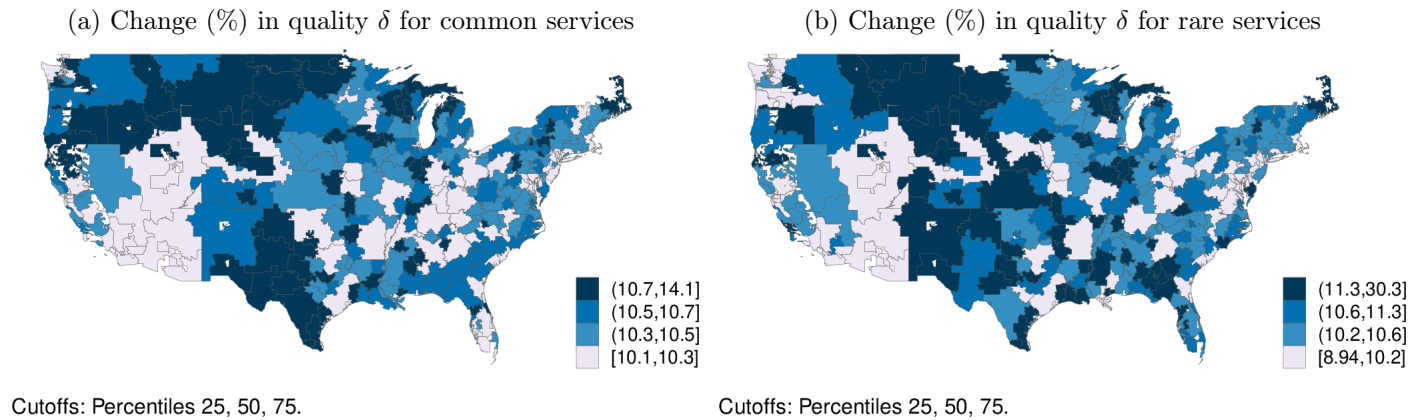 (a) Change (%) in quality δ for common services
(10.7,14.1]
(10.5,10.7]
(10.3,10.5]
[10.1,10.3]
Cutoffs: Percentiles 25, 50, 75.
(b) Change (%) in quality δ for rare services
(11.3,30.3]
(10.6,11.3]
(10.2,10.6]
[8.94,10.2]
Cutoffs: Percentiles 25, 50, 75.